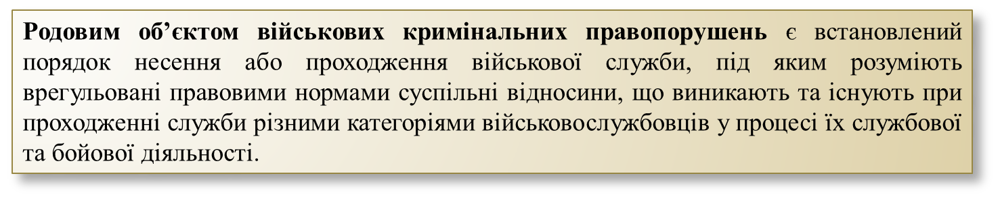 Родовим об’єктом військових кримінальних правопорушень є встановлений
порядок несення або проходження військової служби, під яким розуміють
врегульовані правовими нормами суспільні відносини, що виникають та існують при
проходженні служби різними категоріями військовослужбовців у процесі їх службової
та бойової діяльності.